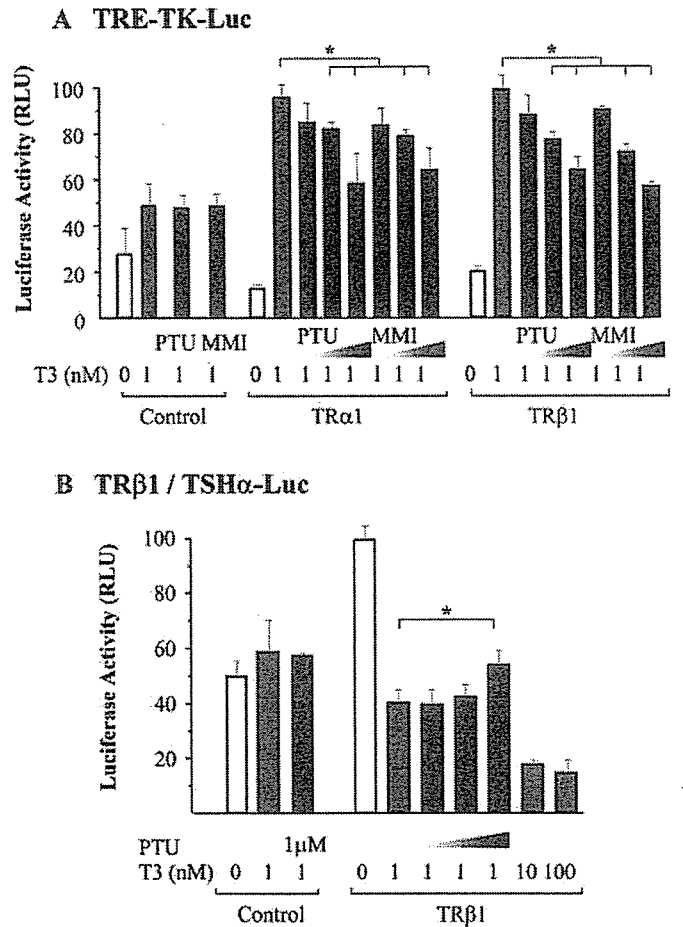 A TRE-TK-Luc
*
*
Luciferase Activity (RLU)
100
80
60
40
20
0
PTU MMI
PTU
MMI
PTU
MMI
T3 (nM) 0 1 1 1 0 1 1 1 1 1 1 1 0 1 1 1 1 1 1 1
Control
TRα1
TRβ1
B TRβ1 / TSHα-Luc
*
Luciferase Activity (RLU)
100
80
60
40
20
PTU 1μM
T3 (nM) 0 1 1 0 1 1 1 1 10 100
Control
TRβ1